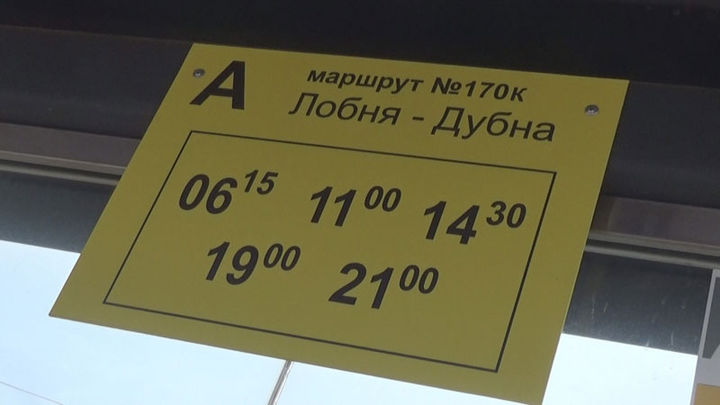 А маршрут №170к
Лобня - Дубна
06 15 11 00 14 30
19 00 21 00